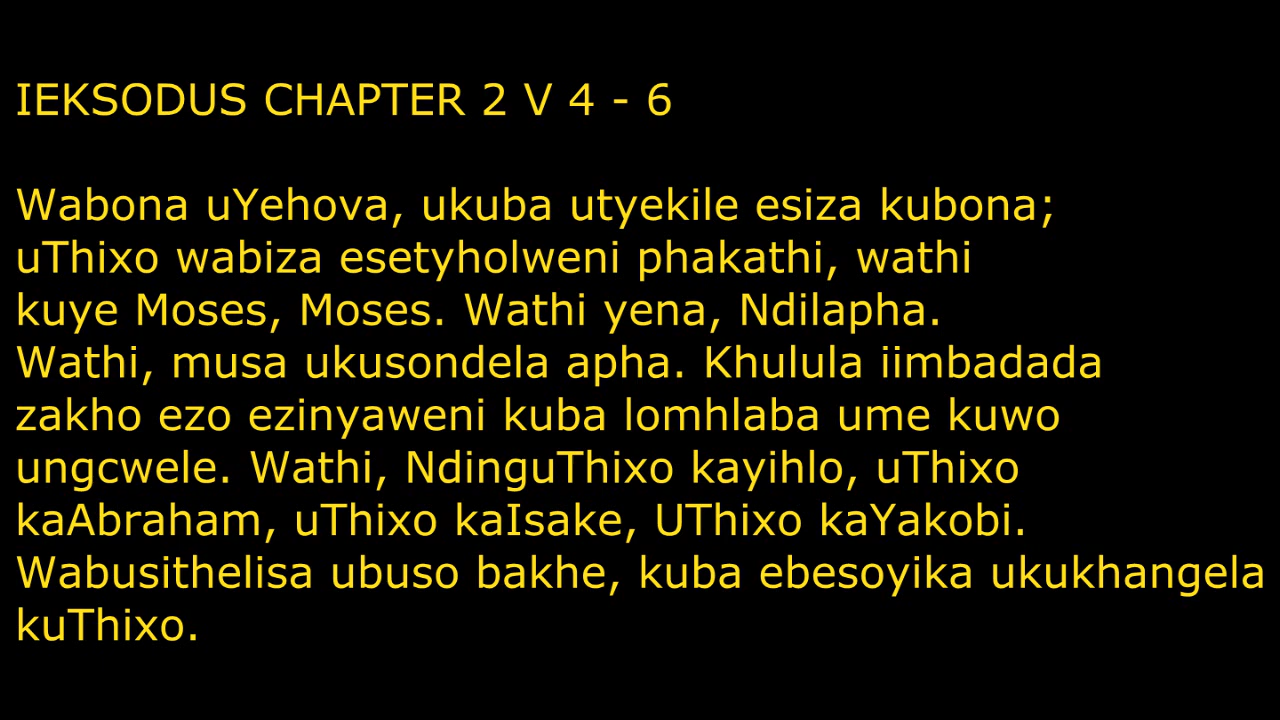 IEKSODUS CHAPTER 2 V 4 - 6
Wabona uYehova, ukuba utyekile esiza kubona;
uThixo wabiza esetyholweni phakathi, wathi
kuye Moses, Moses. Wathi yena, Ndilapha.
Wathi, musa ukusondela apha. Khulula iimbadada
zakho ezo ezinyaweni kuba lomhlaba ume kuwo
ungcwele. Wathi, NdinguThixo kayihlo, uThixo
kaAbraham, uThixo kaIsake, UThixo kaYakobi.
Wabusithelisa ubuso bakhe, kuba ebesoyika ukukhangela
kuThixo.